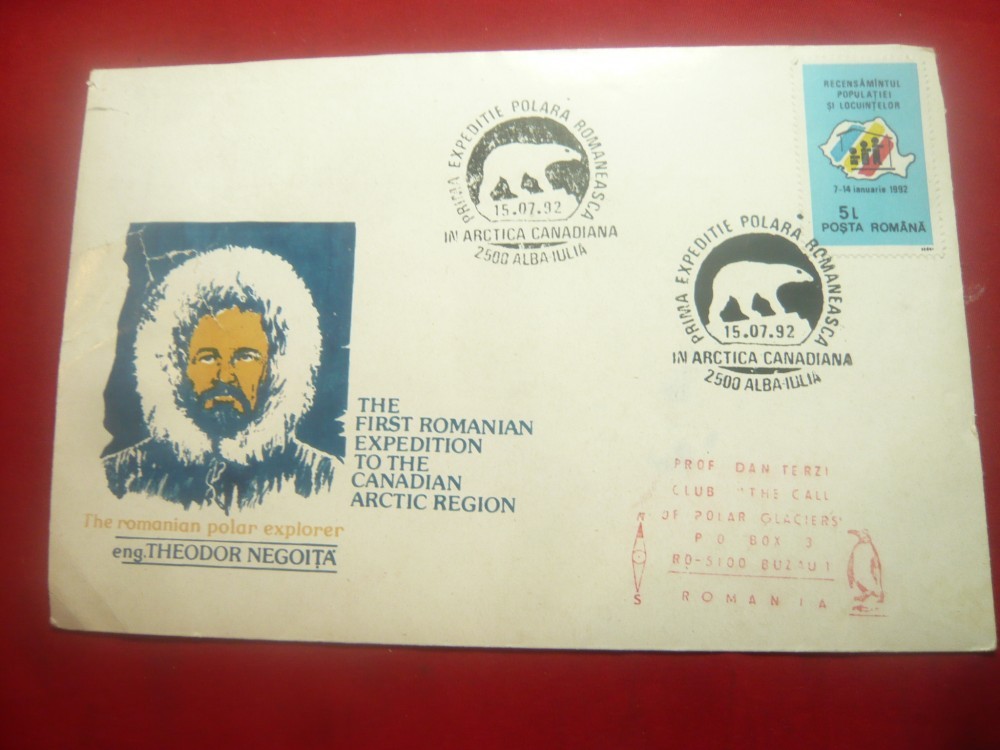 PRIMA EXPEDITIE POLARA ROMANEASCA
15.07.92
IN ARCTICA CANADIANA
2500 ALBA-IULIA
RECENSĂMÎNTUL
POPULAȚIEI
ȘI LOCUINȚELOR
7-14 ianuarie 1992
5L
POȘTA ROMÂNĂ
PRIMA EXPEDITIE POLARA ROMANEASCA
15.07.92
IN ARCTICA CANADIANA
2500 ALBA-IULIA
THE
FIRST ROMANIAN
EXPEDITION
TO THE
CANADIAN
ARCTIC REGION
The romanian polar explorer
eng.THEODOR NEGOIȚĂ
PROF DAN TERZI
CLUB "THE CALL
OF POLAR GLACIERS"
P O BOX 3
RO-5100 BUZAU 1
ROMANIA
N
S